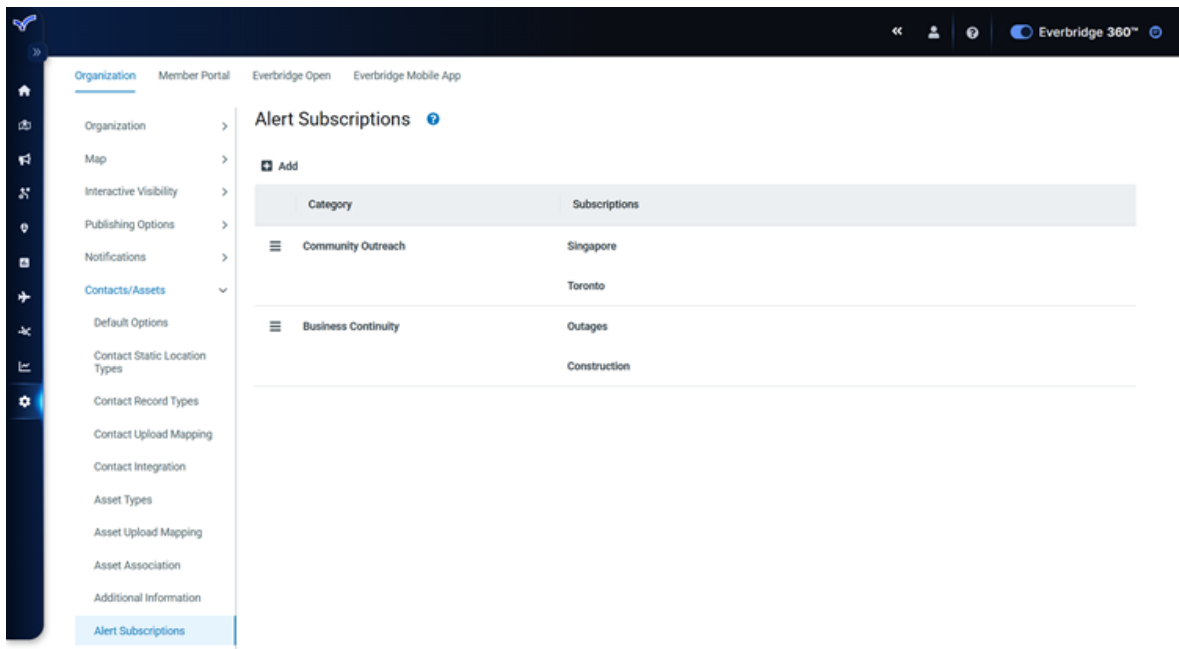 Everbridge 360™
Organization Member Portal Everbridge Open Everbridge Mobile App
Organization
Map
Interactive Visibility
Publishing Options
Notifications
Contacts/Assets
Default Options
Contact Static Location
Types
Contact Record Types
Contact Upload Mapping
Contact Integration
Asset Types
Asset Upload Mapping
Asset Association
Additional Information
Alert Subscriptions
Alert Subscriptions
Add
Category Subscriptions
Community Outreach Singapore
Toronto
Business Continuity Outages
Construction